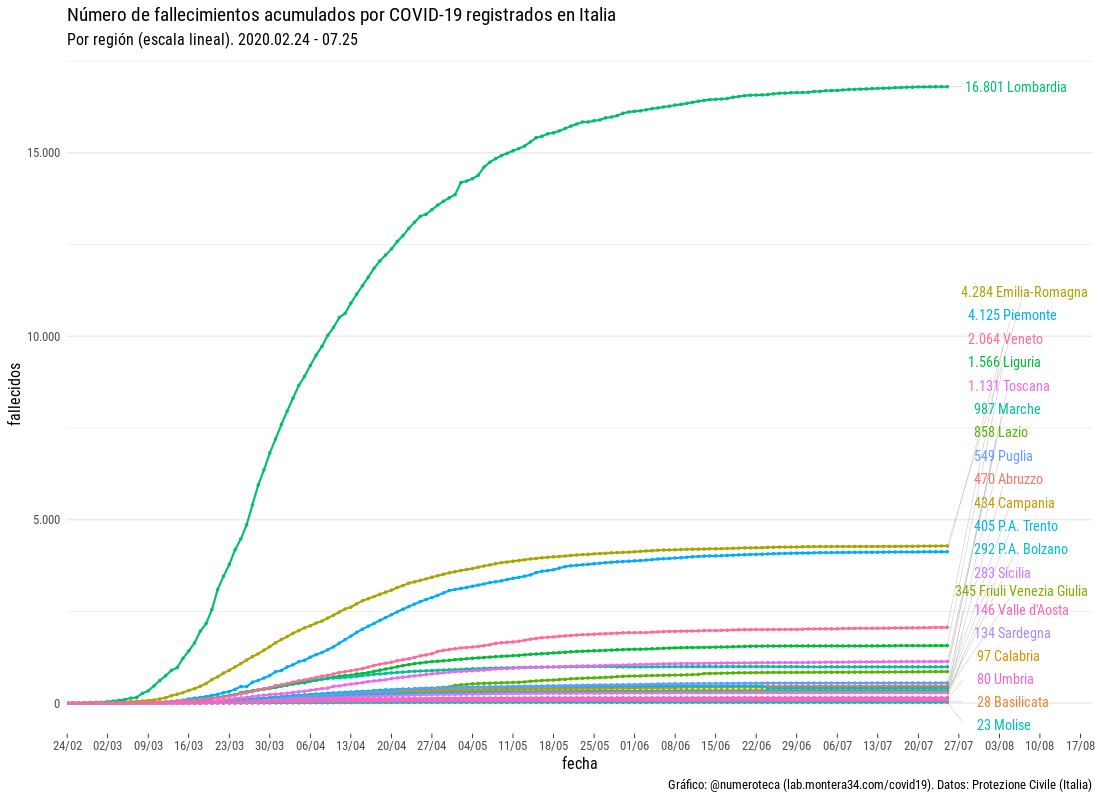 Número de fallecimientos acumulados por COVID-19 registrados en Italia
Por región (escala lineal). 2020.02.24 - 07.25
fallecidos
15.000
10.000
5.000
0
16.801 Lombardia
4.284 Emilia-Romagna
4.125 Piemonte
2.064 Veneto
1.566 Liguria
1.131 Toscana
987 Marche
858 Lazio
549 Puglia
470 Abruzzo
434 Campania
405 P.A. Trento
292 P.A. Bolzano
283 Sicilia
345 Friuli Venezia Giulia
146 Valle d'Aosta
134 Sardegna
97 Calabria
80 Umbria
28 Basilicata
23 Molise
24/02 02/03 09/03 16/03 23/03 30/03 06/04 13/04 20/04 27/04 04/05 11/05 18/05 25/05 01/06 08/06 15/06 22/06 29/06 06/07 13/07 20/07 27/07 03/08 10/08 17/08
fecha
Gráfico: @numeroteca (lab.montera34.com/covid19). Datos: Protezione Civile (Italia)